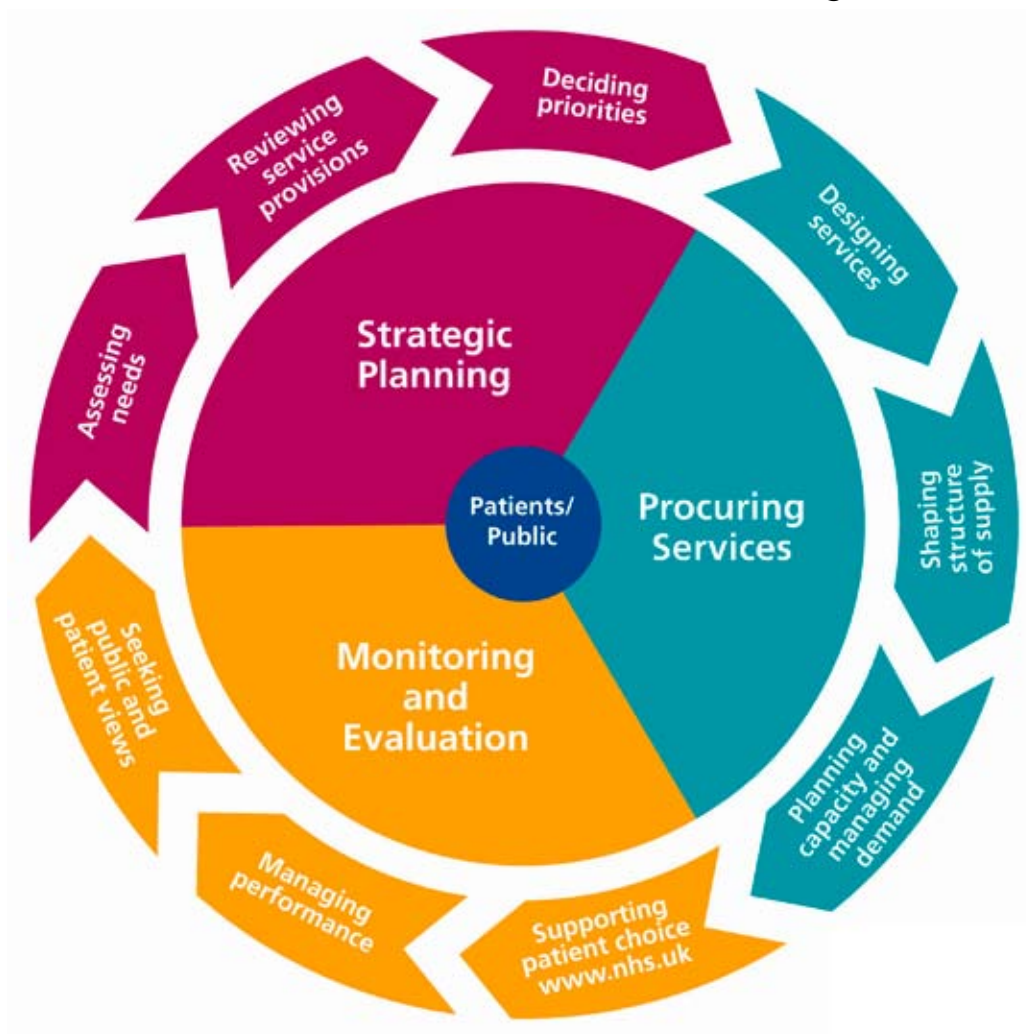 Deciding
priorities
Designing
services
Shaping
structure
of supply
Planning
capacity and
managing
demand
Supporting
patient choice
www.nhs.uk
Managing
performance
Seeking
public and
patient views
Assessing
needs
Reviewing
service
provisions
Strategic
Planning
Procuring
Services
Monitoring
and
Evaluation
Patients/
Public